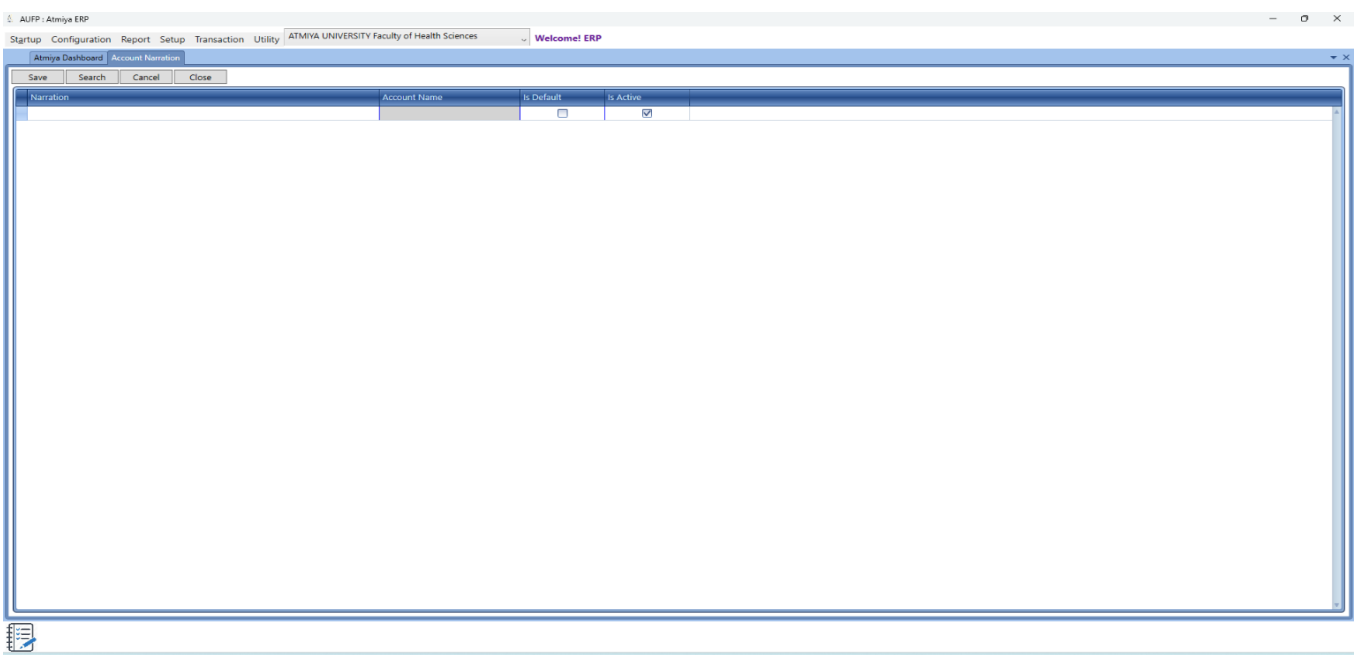 AUFP : Atmiya ERP
Startup Configuration Report Setup Transaction Utility ATMIYA UNIVERSITY Faculty of Health Sciences Welcome! ERP
Atmiya Dashboard Account Narration
Save Search Cancel Close
Narration Account Name Is Default Is Active